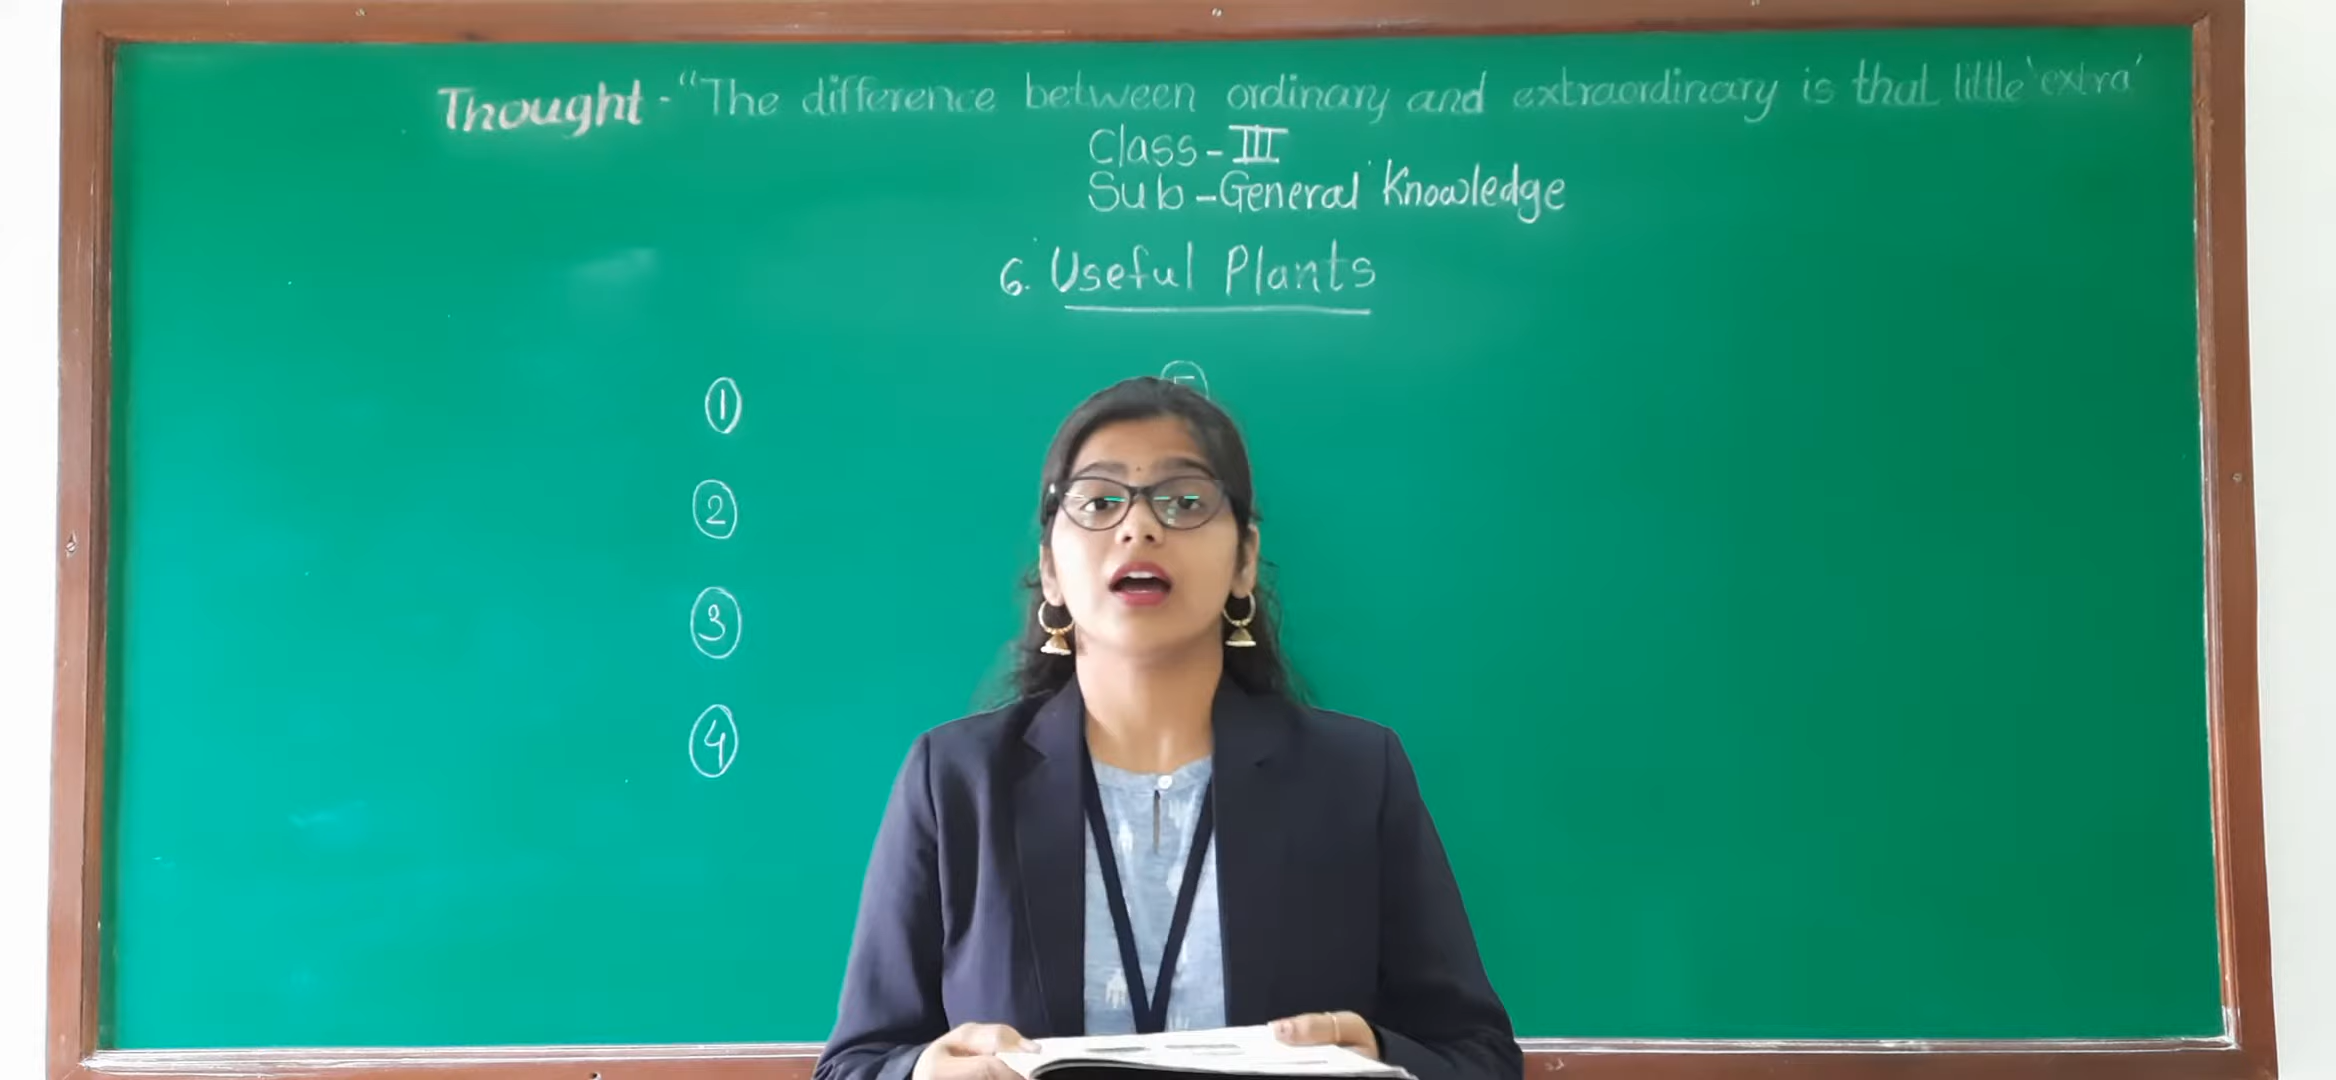 Thought - "The difference between ordinary and extraordinary is that little 'extra'
Class - III
Sub - General Knowledge
6. Useful Plants
1
5
2
3
4